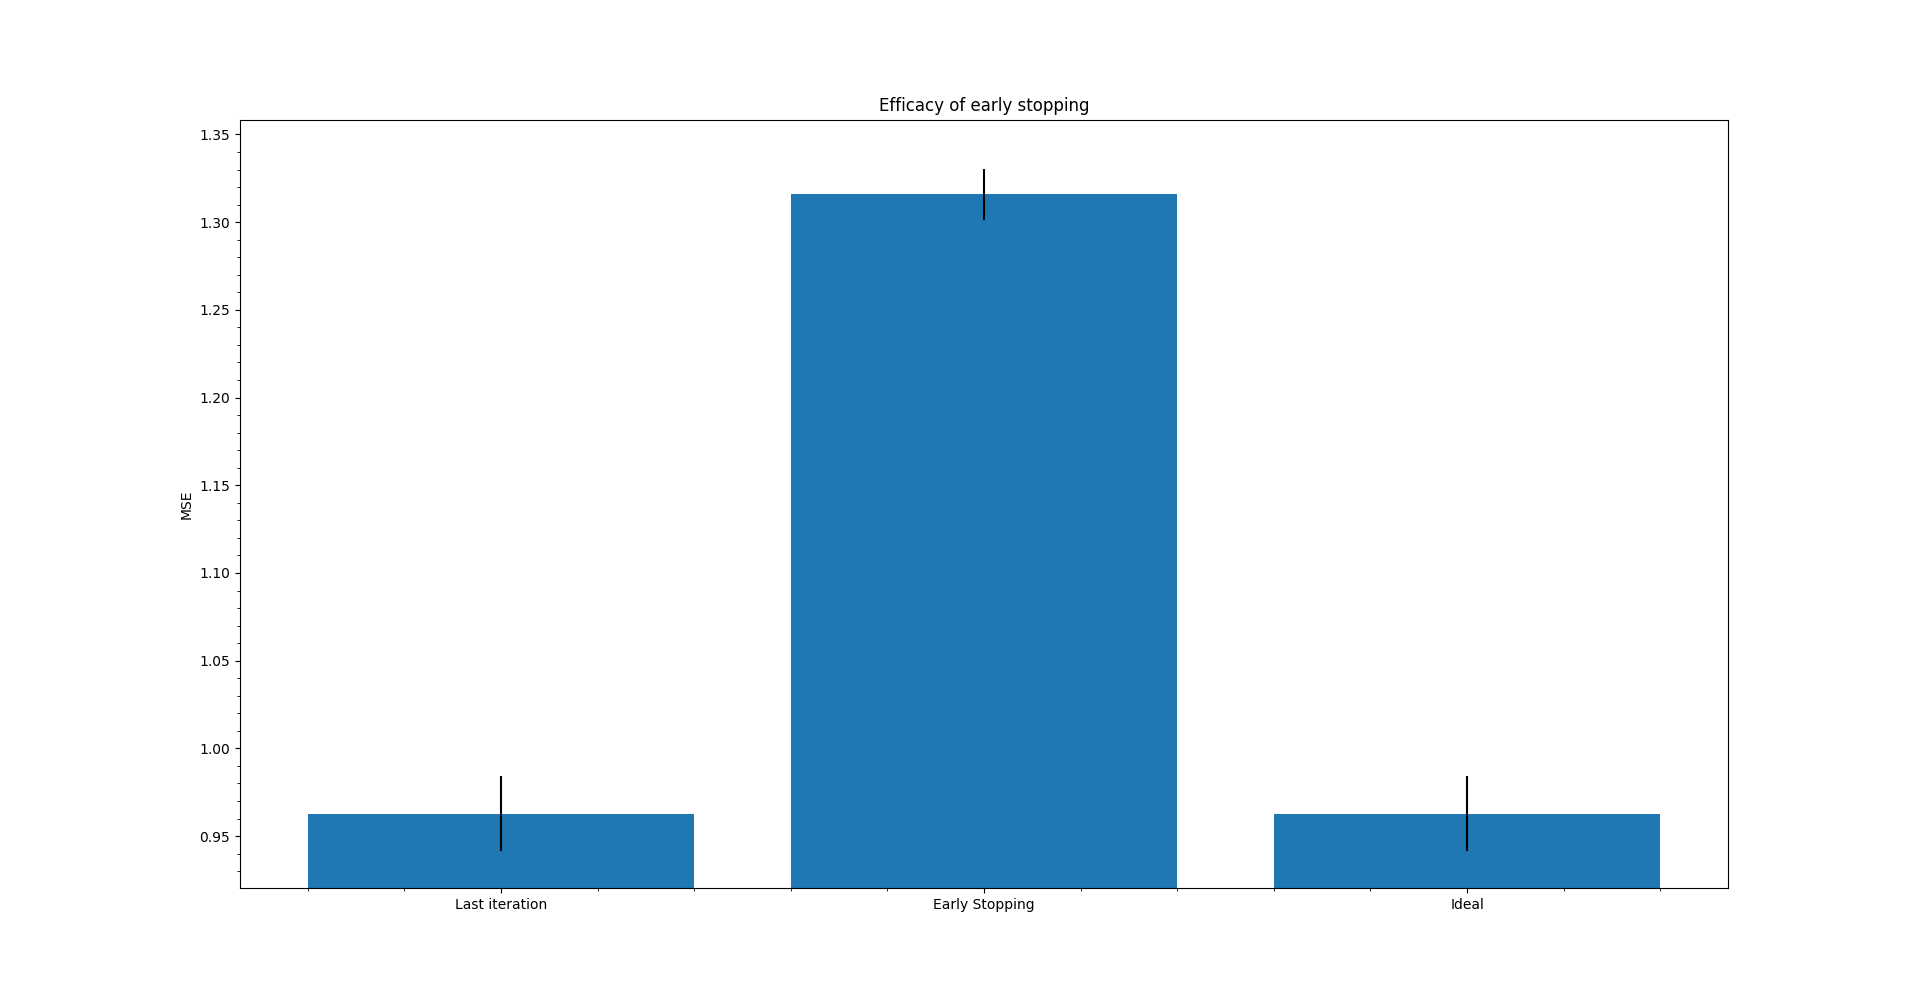 Efficacy of early stopping
1.35
1.30
1.25
1.20
1.15
1.10
1.05
1.00
0.95
MSE
Last iteration
Early Stopping
Ideal